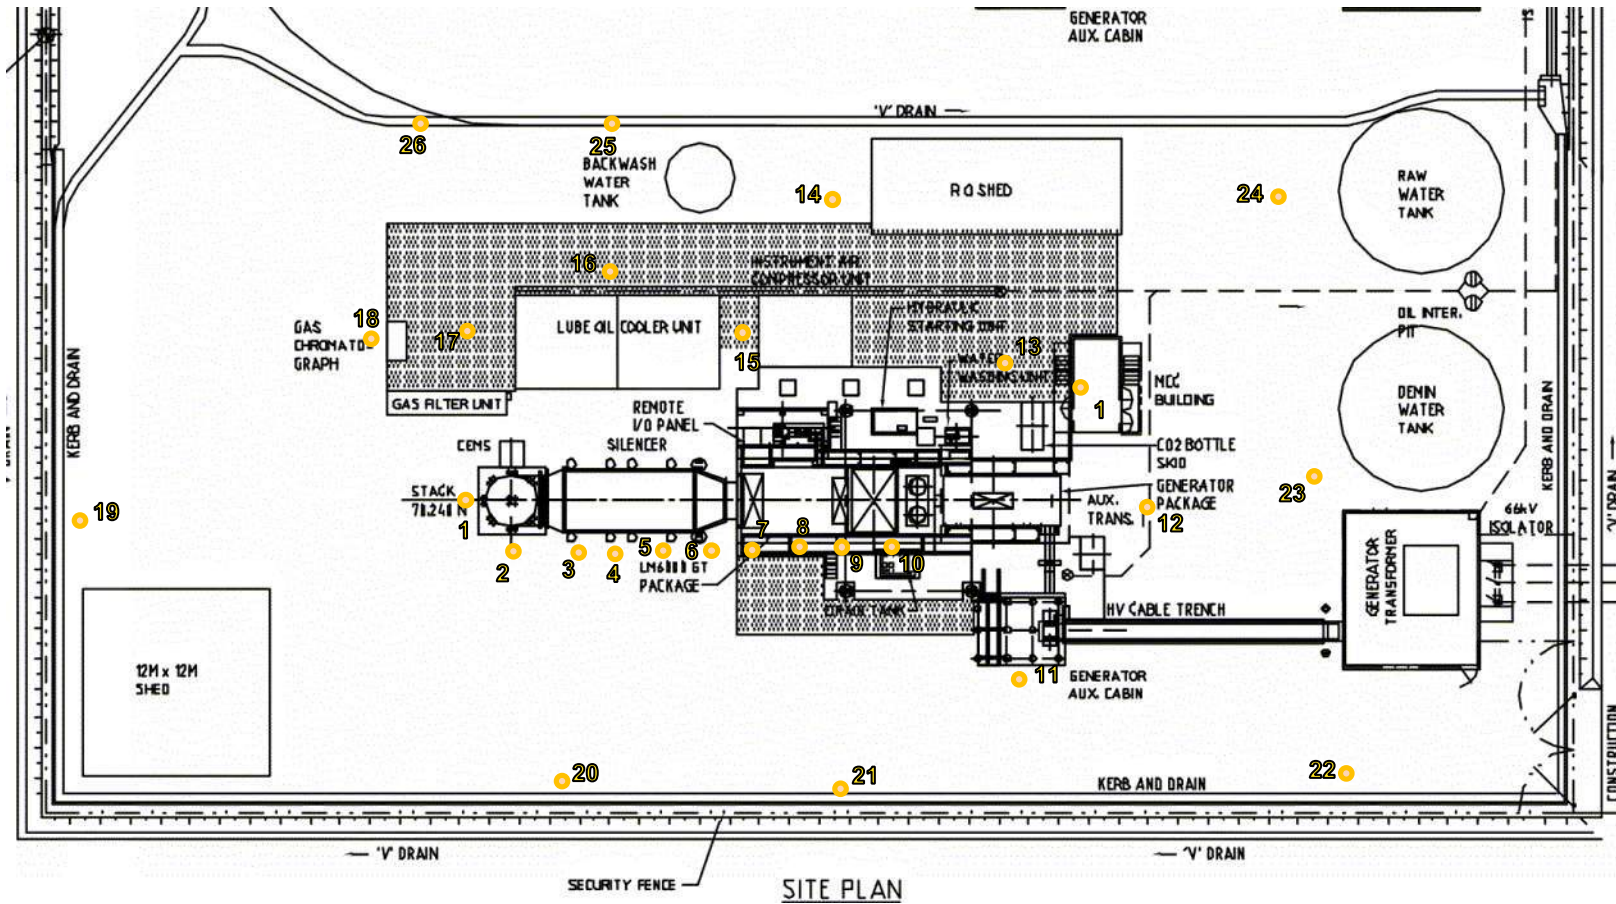 GENERATOR
AUX. CABIN
'V' DRAIN
26
25
BACKWASH
WATER
TANK
14
R O SHED
24
RAW
WATER
TANK
16
INSTRUMENT AIR
COMPRESSOR UNIT
HYDRAULIC
STARTING UNIT
18
GAS
CHROMATO-
GRAPH
17
LUBE OIL COOLER UNIT
15
13
WATER
WASHING UNIT
OIL INTER.
PIT
KERB AND DRAIN
GAS FILTER UNIT
1
MCC
BUILDING
DEMIN
WATER
TANK
KERB AND DRAIN
REMOTE
I/O PANEL
SILENCER
CEMS
CO2 BOTTLE
SKID
STACK
1
GENERATOR
PACKAGE
AUX.
TRANS.
12
23
66kV
ISOLATOR
'V' DRAIN
19
2
3
4
5
6
7
8
9
10
GT
PACKAGE
GENERATOR
TRANSFORMER
HV CABLE TRENCH
12M x 12M
SHED
11
GENERATOR
AUX. CABIN
20
21
22
KERB AND DRAIN
CONSTRUCTION
'V' DRAIN
'V' DRAIN
SECURITY FENCE
SITE PLAN